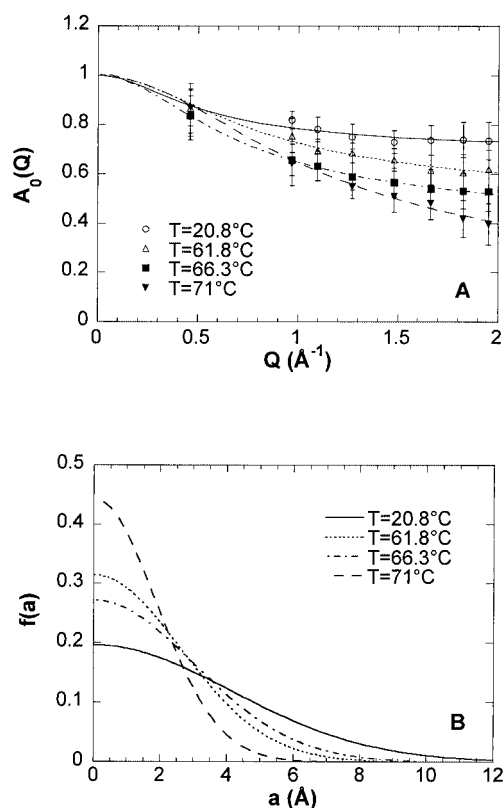 1.2
1
0.8
0.6
0.4
0.2
0
A₀(Q)
T=20.8°C
T=61.8°C
T=66.3°C
T=71°C
A
0 0.5 1 1.5 2
Q (Å⁻¹)
0.5
0.4
0.3
0.2
0.1
0
f(a)
T=20.8°C
T=61.8°C
T=66.3°C
T=71°C
B
0 2 4 6 8 10 12
a (Å)